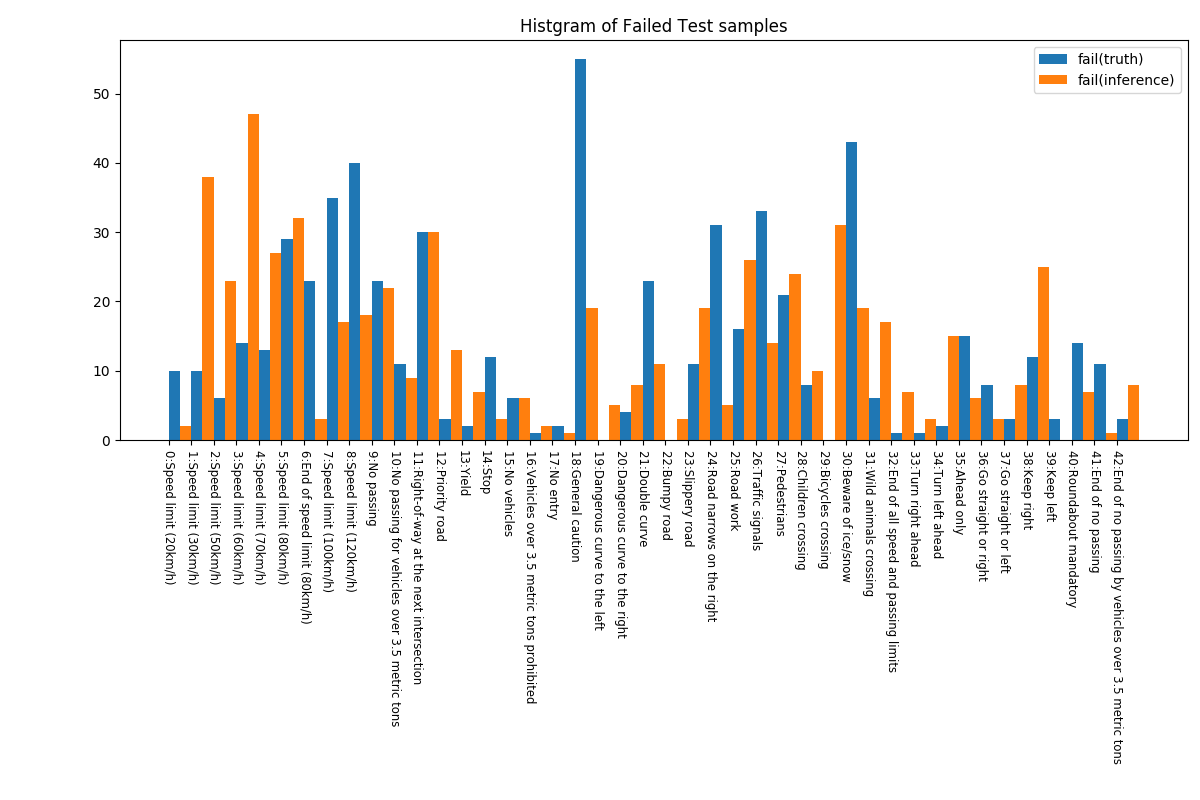 Histgram of Failed Test samples
fail(truth)
fail(inference)
50
40
30
20
10
0
0:Speed limit (20km/h)
1:Speed limit (30km/h)
2:Speed limit (50km/h)
3:Speed limit (60km/h)
4:Speed limit (70km/h)
5:Speed limit (80km/h)
6:End of speed limit (80km/h)
7:Speed limit (100km/h)
8:Speed limit (120km/h)
9:No passing
10:No passing for vehicles over 3.5 metric tons
11:Right-of-way at the next intersection
12:Priority road
13:Yield
14:Stop
15:No vehicles
16:Vehicles over 3.5 metric tons prohibited
17:No entry
18:General caution
19:Dangerous curve to the left
20:Dangerous curve to the right
21:Double curve
22:Bumpy road
23:Slippery road
24:Road narrows on the right
25:Road work
26:Traffic signals
27:Pedestrians
28:Children crossing
29:Bicycles crossing
30:Beware of ice/snow
31:Wild animals crossing
32:End of all speed and passing limits
33:Turn right ahead
34:Turn left ahead
35:Ahead only
36:Go straight or right
37:Go straight or left
38:Keep right
39:Keep left
40:Roundabout mandatory
41:End of no passing
42:End of no passing by vehicles over 3.5 metric tons